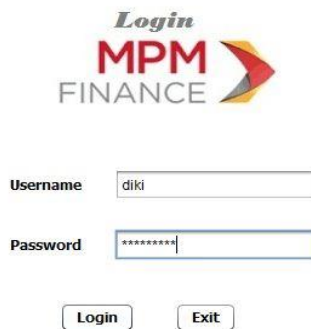 Login
MPM
FINANCE
Username diki
Password *********
Login Exit